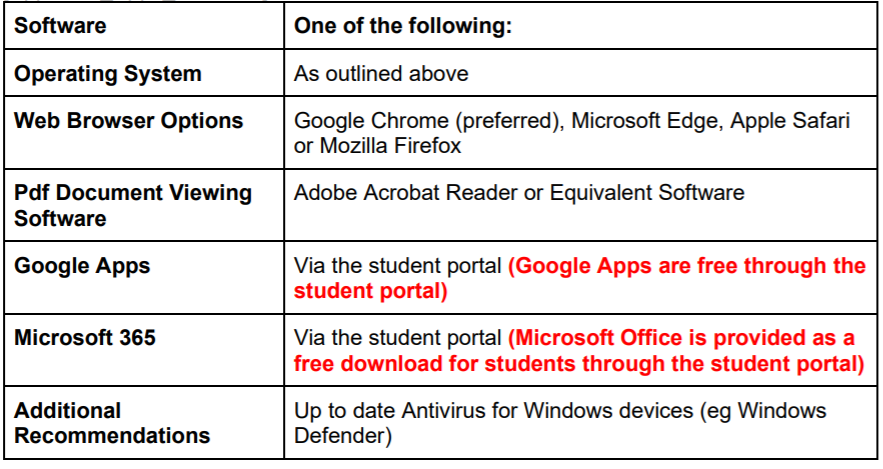 Software
One of the following:
Operating System
As outlined above
Web Browser Options
Google Chrome (preferred), Microsoft Edge, Apple Safari
or Mozilla Firefox
Pdf Document Viewing
Software
Adobe Acrobat Reader or Equivalent Software
Google Apps
Via the student portal (Google Apps are free through the
student portal)
Microsoft 365
Via the student portal (Microsoft Office is provided as a
free download for students through the student portal)
Additional
Recommendations
Up to date Antivirus for Windows devices (eg Windows
Defender)